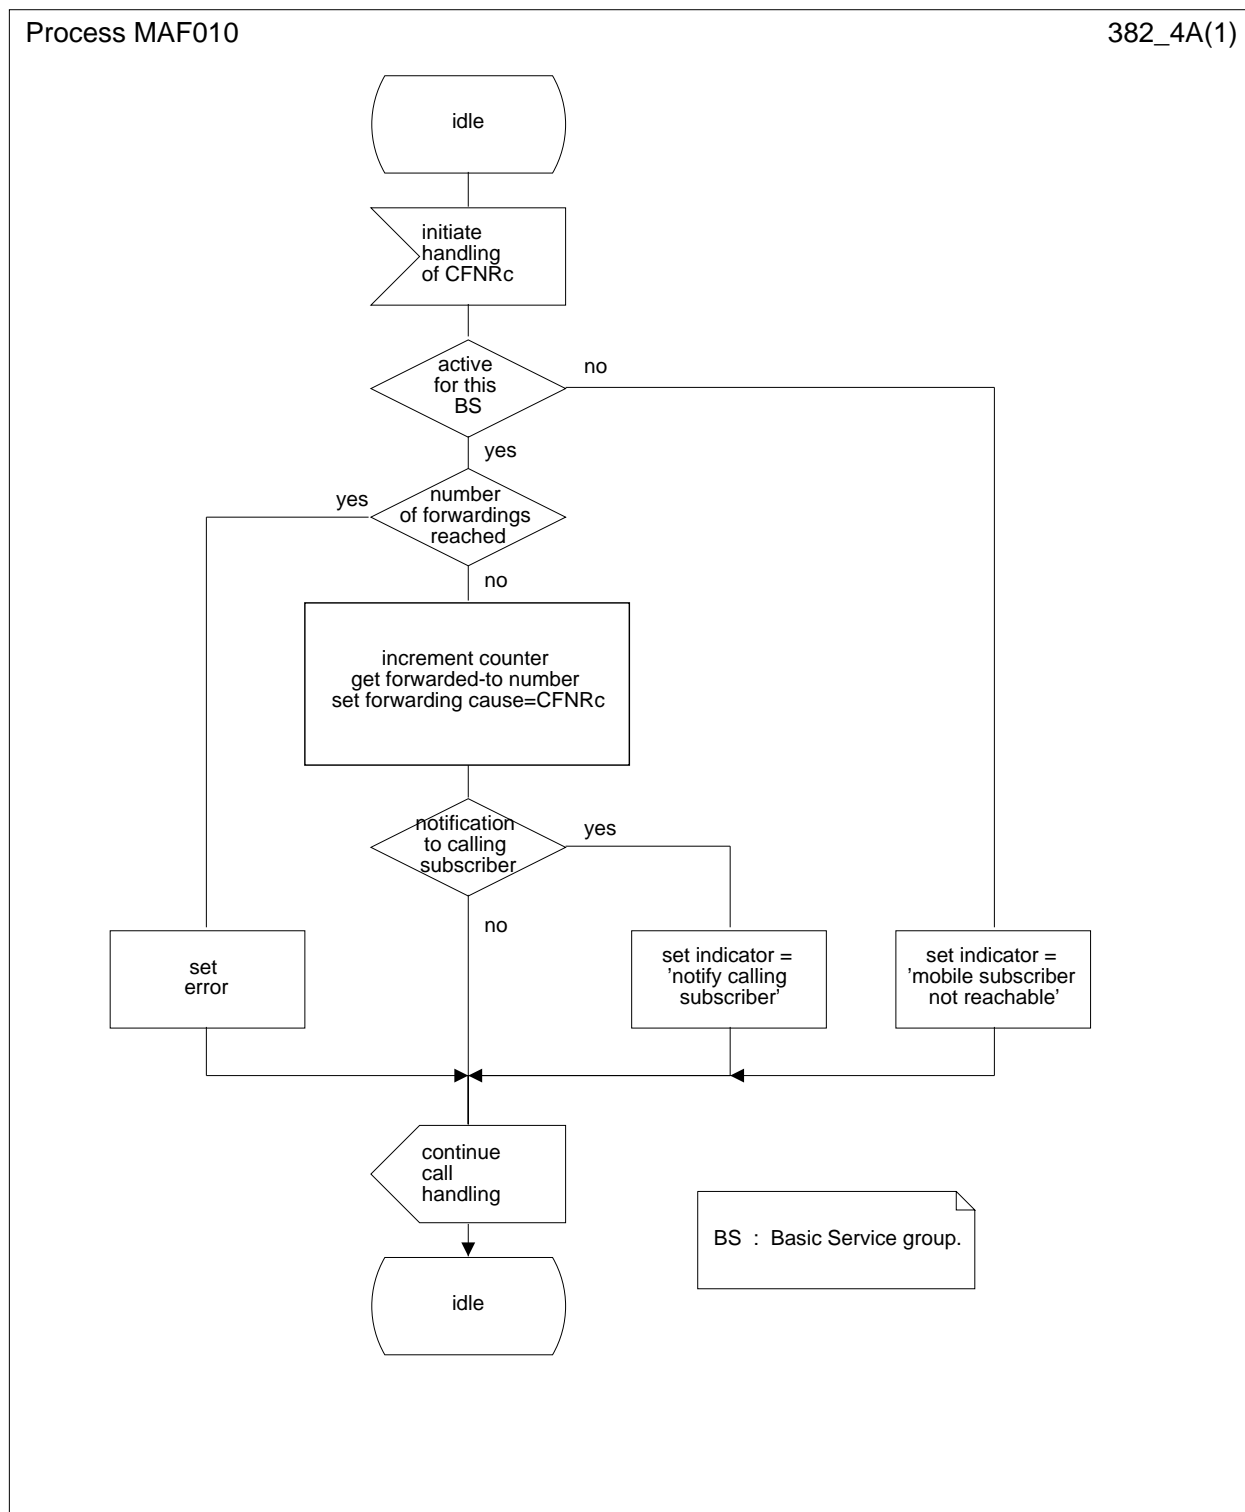 Process MAF010
382_4A(1)
idle
initiate
handling
of CFNRc
active
for this
BS
no
yes
number
of forwardings
reached
yes
no
increment counter
get forwarded-to number
set forwarding cause=CFNRc
notification
to calling
subscriber
yes
no
set
error
set indicator =
'notify calling
subscriber'
set indicator =
'mobile subscriber
not reachable'
continue
call
handling
BS : Basic Service group.
idle